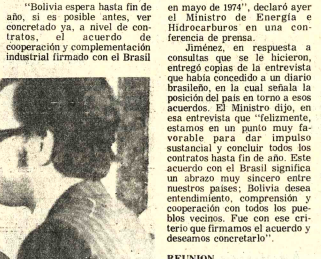 "Bolivia espera hasta fin de
año, si es posible antes, ver
concretado ya, a nivel de con-
tratos, el acuerdo de
cooperación y complementación
industrial firmado con el Brasil
en mayo de 1974", declaró ayer
el Ministro de Energía e
Hidrocarburos en una con-
ferencia de prensa.
Jiménez, en respuesta a
consultas que se le hicieron,
entregó copias de la entrevista
que había concedido a un diario
brasileño, en la cual señala la
posición del país en torno a esos
acuerdos. El Ministro dijo, en
esa entrevista que "felizmente,
estamos en un punto muy fa-
vorable para dar impulso
sustancial y concluir todos los
contratos hasta fin de año. Este
acuerdo con el Brasil significa
un abrazo muy sincero entre
nuestros países; Bolivia desea
entendimiento, comprensión y
cooperación con todos los pue-
blos vecinos. Fue con ese cri-
terio que firmamos el acuerdo y
deseamos concretarlo".
REUNION